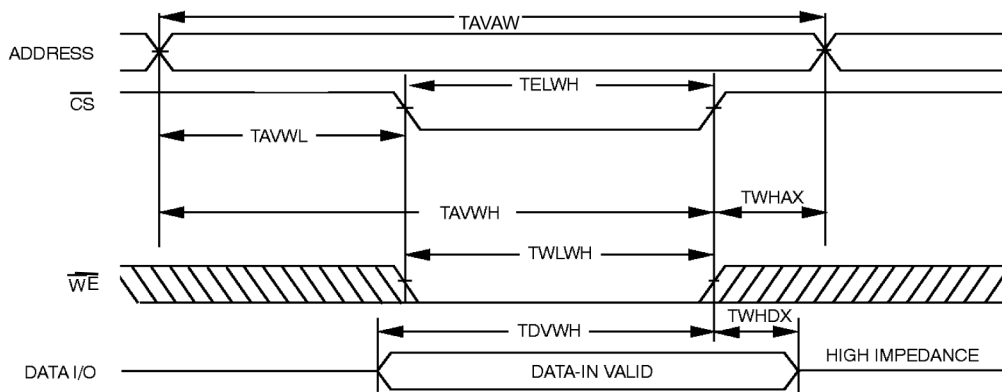 TAVAW
ADDRESS
TELWH
CS
TAVWL
TAVWH
TWHAX
TWLWH
WE
TDVWH
TWHDX
DATA I/O
DATA-IN VALID
HIGH IMPEDANCE